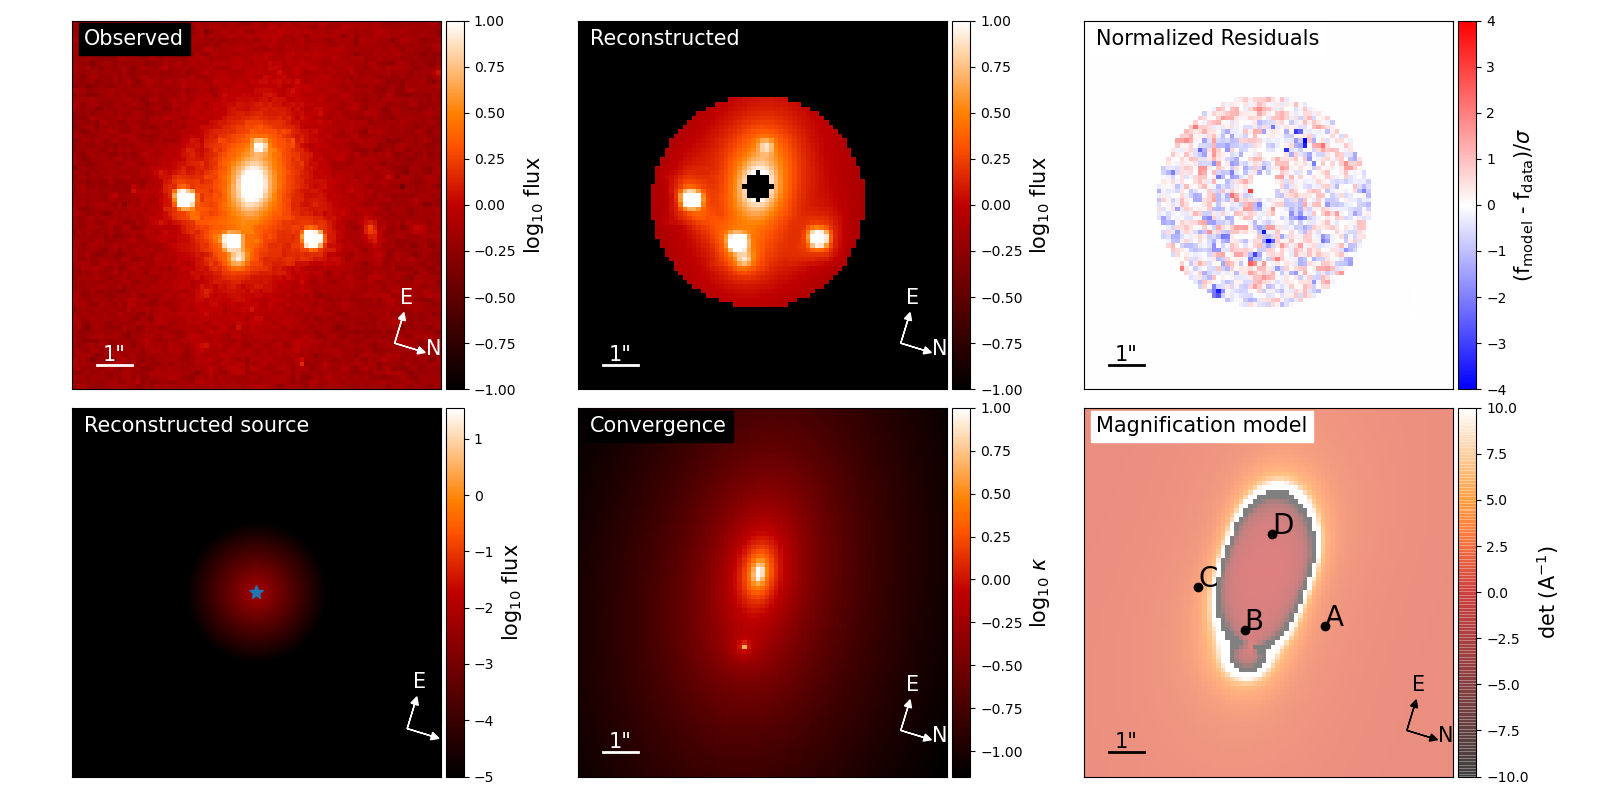 Observed
E
N
1"
1.00
0.75
0.50
0.25
0.00
−0.25
−0.50
−0.75
−1.00
log₁₀ flux
Reconstructed
E
N
1"
1.00
0.75
0.50
0.25
0.00
−0.25
−0.50
−0.75
−1.00
log₁₀ flux
Normalized Residuals
1"
4
3
2
1
0
−1
−2
−3
−4
(f_model - f_data)/σ
Reconstructed source
E
1
0
−1
−2
−3
−4
−5
log₁₀ flux
Convergence
E
N
1"
1.00
0.75
0.50
0.25
0.00
−0.25
−0.50
−0.75
−1.00
log₁₀ κ
Magnification model
D
C
B
A
E
N
1"
10.0
7.5
5.0
2.5
0.0
−2.5
−5.0
−7.5
−10.0
det (A⁻¹)